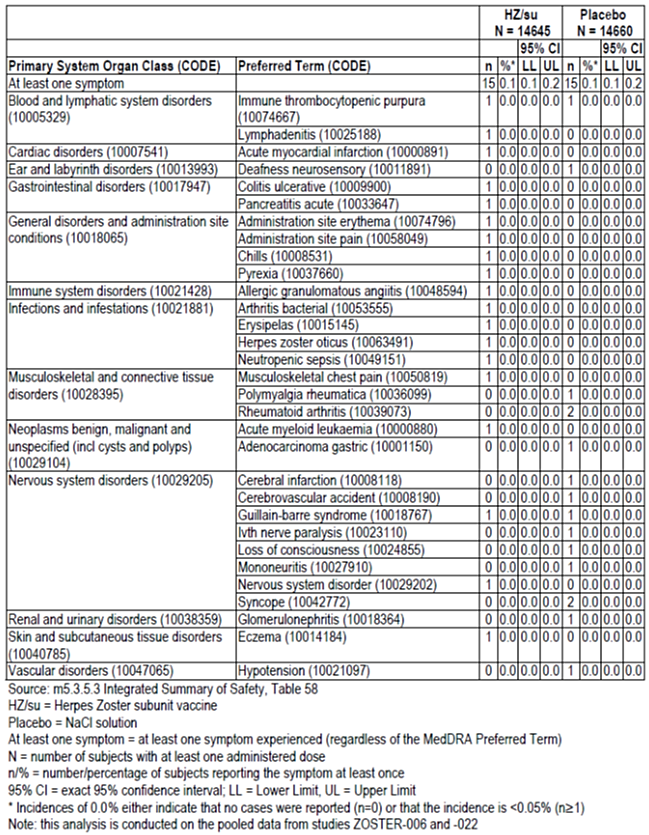 HZ/su Placebo
N = 14645 N = 14660
95% CI 95% CI
Primary System Organ Class (CODE) Preferred Term (CODE) n %* LL UL n %* LL UL
At least one symptom 15 0.1 0.1 0.2 15 0.1 0.1 0.2
Blood and lymphatic system disorders Immune thrombocytopenic purpura 1 0.0 0.0 0.0 1 0.0 0.0 0.0
(10005329) (10074667)
Lymphadenitis (10025188) 1 0.0 0.0 0.0 0 0.0 0.0 0.0
Cardiac disorders (10007541) Acute myocardial infarction (10000891) 1 0.0 0.0 0.0 0 0.0 0.0 0.0
Ear and labyrinth disorders (10013993) Deafness neurosensory (10011891) 0 0.0 0.0 0.0 1 0.0 0.0 0.0
Gastrointestinal disorders (10017947) Colitis ulcerative (10009900) 1 0.0 0.0 0.0 0 0.0 0.0 0.0
Pancreatitis acute (10033647) 1 0.0 0.0 0.0 0 0.0 0.0 0.0
General disorders and administration site Administration site erythema (10074796) 1 0.0 0.0 0.0 0 0.0 0.0 0.0
conditions (10018065) Administration site pain (10058049) 1 0.0 0.0 0.0 0 0.0 0.0 0.0
Chills (10008531) 1 0.0 0.0 0.0 0 0.0 0.0 0.0
Pyrexia (10037660) 1 0.0 0.0 0.0 0 0.0 0.0 0.0
Immune system disorders (10021428) Allergic granulomatous angiitis (10048594) 1 0.0 0.0 0.0 0 0.0 0.0 0.0
Infections and infestations (10021881) Arthritis bacterial (10053555) 1 0.0 0.0 0.0 0 0.0 0.0 0.0
Erysipelas (10015145) 1 0.0 0.0 0.0 0 0.0 0.0 0.0
Herpes zoster oticus (10063491) 1 0.0 0.0 0.0 0 0.0 0.0 0.0
Neutropenic sepsis (10049151) 1 0.0 0.0 0.0 0 0.0 0.0 0.0
Musculoskeletal and connective tissue Musculoskeletal chest pain (10050819) 1 0.0 0.0 0.0 0 0.0 0.0 0.0
disorders (10028395) Polymyalgia rheumatica (10036099) 0 0.0 0.0 0.0 1 0.0 0.0 0.0
Rheumatoid arthritis (10039073) 0 0.0 0.0 0.0 2 0.0 0.0 0.0
Neoplasms benign, malignant and Acute myeloid leukaemia (10000880) 1 0.0 0.0 0.0 0 0.0 0.0 0.0
unspecified (incl cysts and polyps) Adenocarcinoma gastric (10001150) 0 0.0 0.0 0.0 1 0.0 0.0 0.0
(10029104)
Nervous system disorders (10029205) Cerebral infarction (10008118) 0 0.0 0.0 0.0 1 0.0 0.0 0.0
Cerebrovascular accident (10008190) 0 0.0 0.0 0.0 1 0.0 0.0 0.0
Guillain-barre syndrome (10018767) 1 0.0 0.0 0.0 1 0.0 0.0 0.0
Ivth nerve paralysis (10023110) 0 0.0 0.0 0.0 1 0.0 0.0 0.0
Loss of consciousness (10024855) 0 0.0 0.0 0.0 1 0.0 0.0 0.0
Mononeuritis (10027910) 0 0.0 0.0 0.0 1 0.0 0.0 0.0
Nervous system disorder (10029202) 1 0.0 0.0 0.0 0 0.0 0.0 0.0
Syncope (10042772) 0 0.0 0.0 0.0 2 0.0 0.0 0.0
Renal and urinary disorders (10038359) Glomerulonephritis (10018364) 0 0.0 0.0 0.0 1 0.0 0.0 0.0
Skin and subcutaneous tissue disorders Eczema (10014184) 1 0.0 0.0 0.0 0 0.0 0.0 0.0
(10040785)
Vascular disorders (10047065) Hypotension (10021097) 0 0.0 0.0 0.0 1 0.0 0.0 0.0
Source: m5.3.5.3 Integrated Summary of Safety, Table 58
HZ/su = Herpes Zoster subunit vaccine
Placebo = NaCl solution
At least one symptom = at least one symptom experienced (regardless of the MedDRA Preferred Term)
N = number of subjects with at least one administered dose
n/% = number/percentage of subjects reporting the symptom at least once
95% CI = exact 95% confidence interval; LL = Lower Limit, UL = Upper Limit
* Incidences of 0.0% either indicate that no cases were reported (n=0) or that the incidence is <0.05% (n≥1)
Note: this analysis is conducted on the pooled data from studies ZOSTER-006 and -022